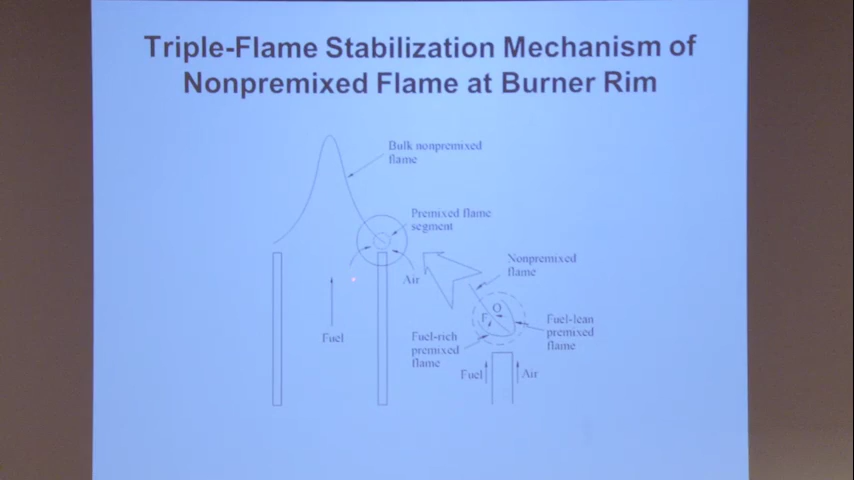 Triple-Flame Stabilization Mechanism of
Nonpremixed Flame at Burner Rim
Bulk nonpremixed
flame
Premixed flame
segment
Air
Fuel
Nonpremixed
flame
O
F
Fuel-lean
premixed
flame
Fuel-rich
premixed
flame
Fuel
Air